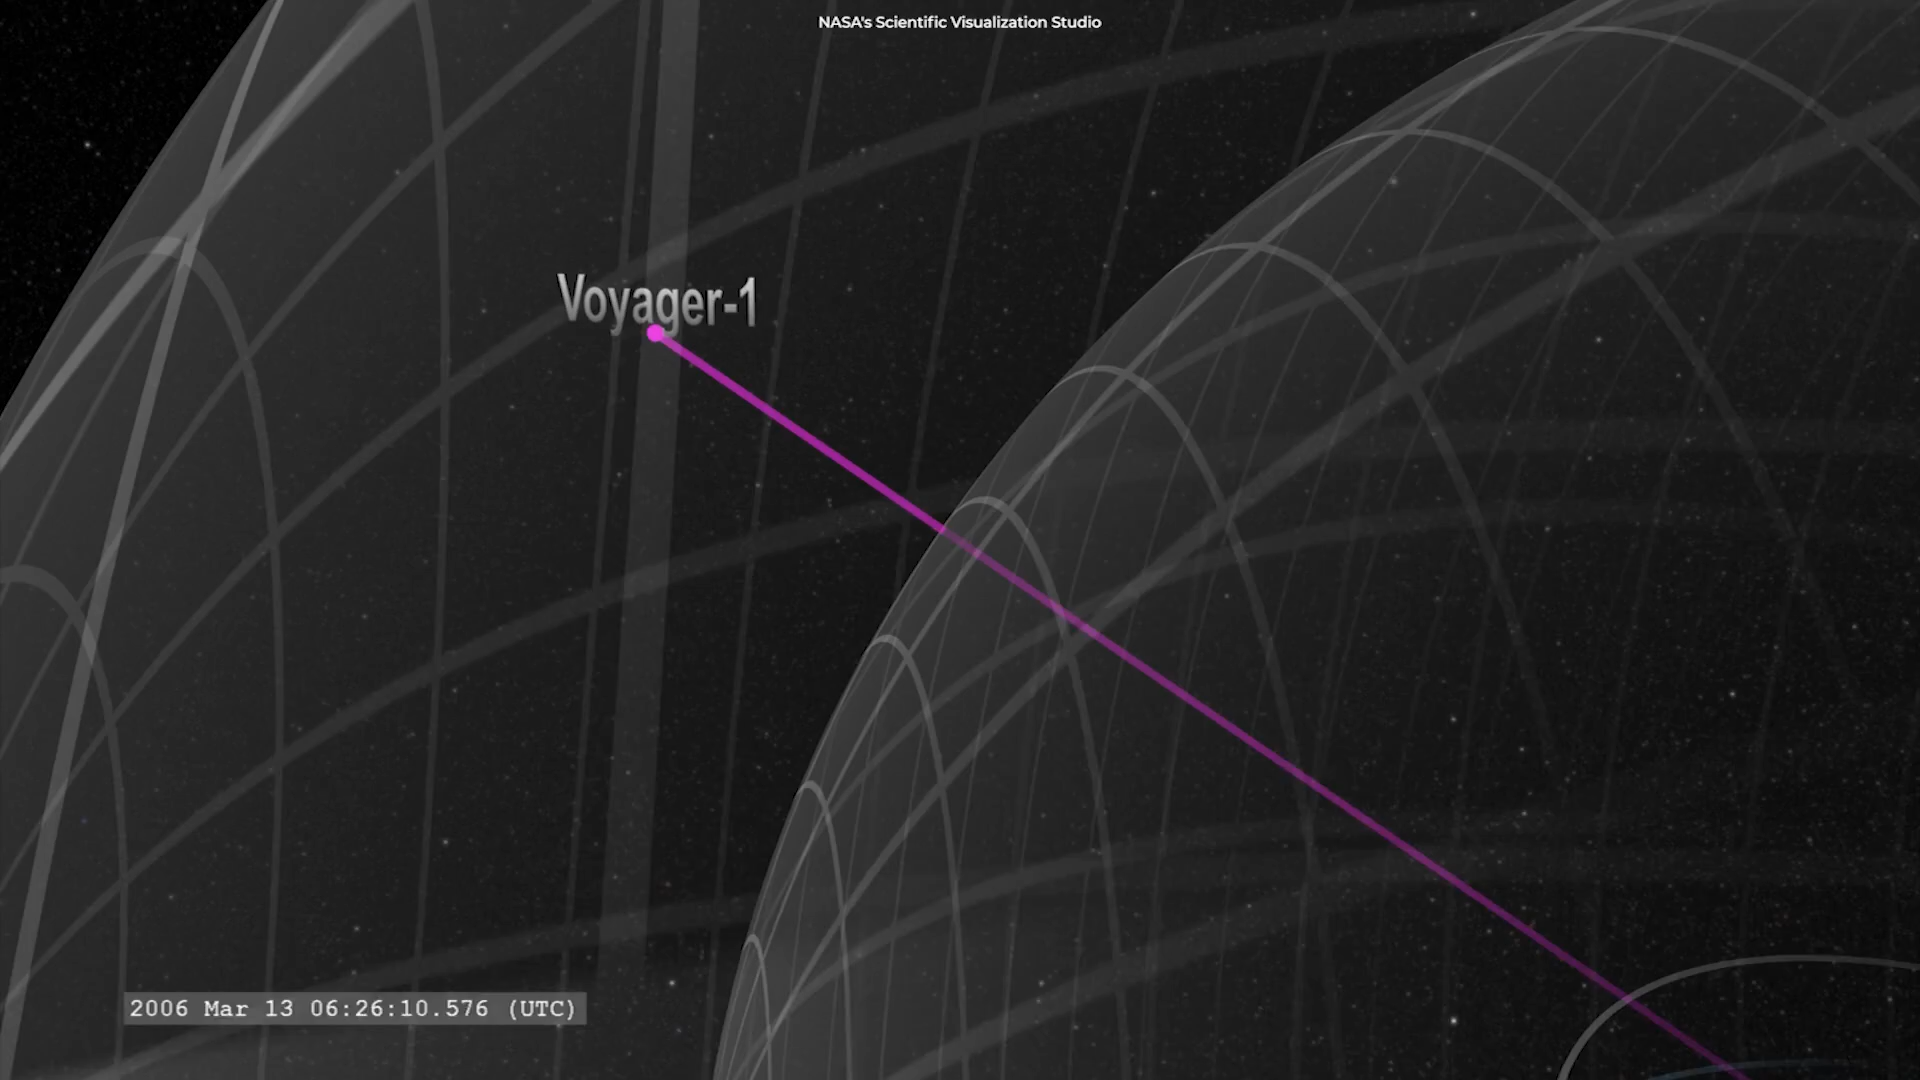 NASA's Scientific Visualization Studio
Voyager-1
2006 Mar 13 06:26:10.576 (UTC)